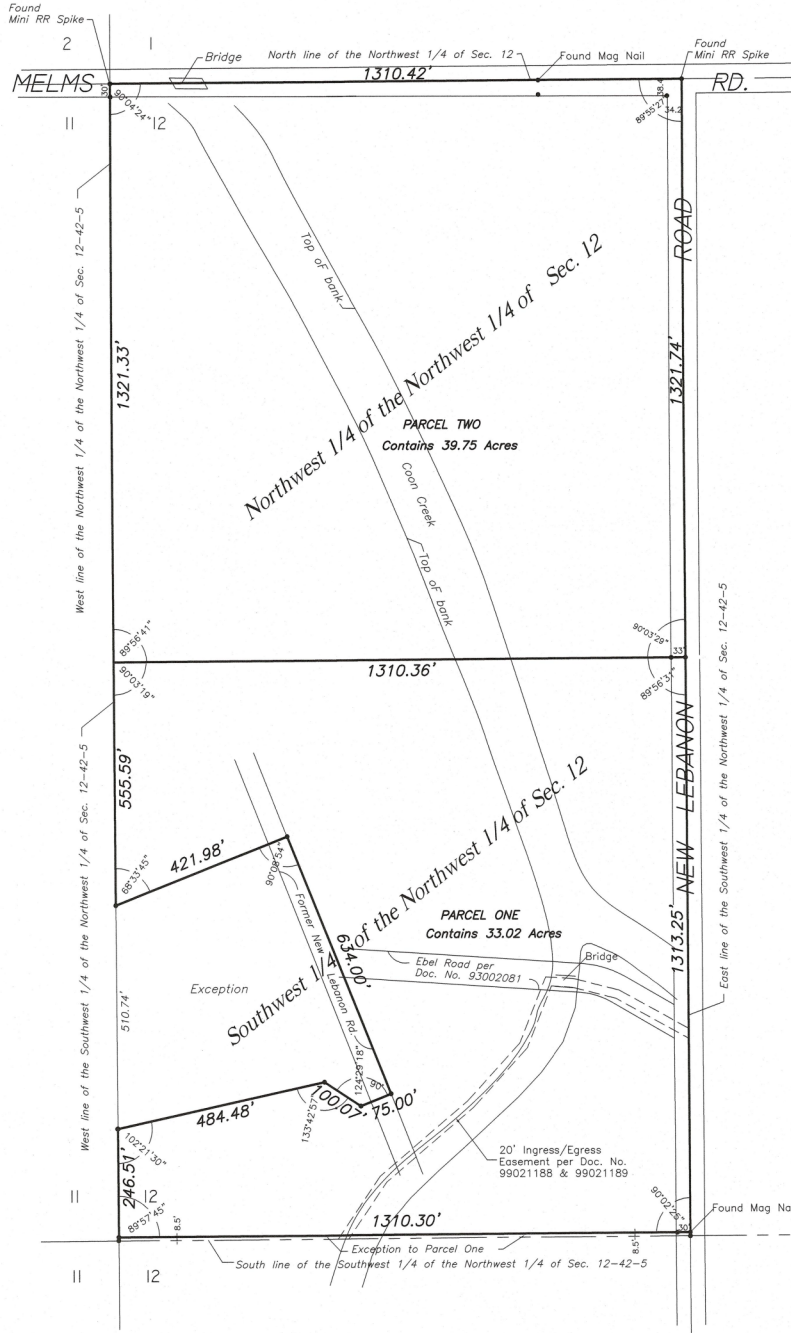 Found
Mini RR Spike
2
1
Bridge
North line of the Northwest 1/4 of Sec. 12
Found Mag Nail
Found
Mini RR Spike
MELMS
1310.42'
RD.
30'
90°04'24"
38.4
89°55'27"
34.2
11
12
West line of the Northwest 1/4 of the Northwest 1/4 of Sec. 12-42-5
1321.33'
Top of bank
Northwest 1/4 of the Northwest 1/4 of Sec. 12
ROAD
1321.74'
PARCEL TWO
Contains 39.75 Acres
Coon Creek
Top of bank
89°56'41"
90°03'29"
33'
1310.36'
90°03'19"
89°56'37"
West line of the Southwest 1/4 of the Northwest 1/4 of Sec. 12-42-5
555.59'
NEW LEBANON
East line of the Southwest 1/4 of the Northwest 1/4 of Sec. 12-42-5
421.98'
68°33'45"
90°08'54"
Former New Lebanon Rd.
634.00'
Southwest 1/4 of the Northwest 1/4 of Sec. 12
PARCEL ONE
Contains 33.02 Acres
1313.25'
Ebel Road per
Doc. No. 93002081
Bridge
Exception
510.74'
124°29'18"
90°
484.48'
133°42'57"
100.07'
75.00'
102°21'30"
246.51'
20' Ingress/Egress
Easement per Doc. No.
99021188 & 99021189
11
12
89°57'45"
8.5'
1310.30'
8.5'
30'
Found Mag Na
Exception to Parcel One
South line of the Southwest 1/4 of the Northwest 1/4 of Sec. 12-42-5
11
12